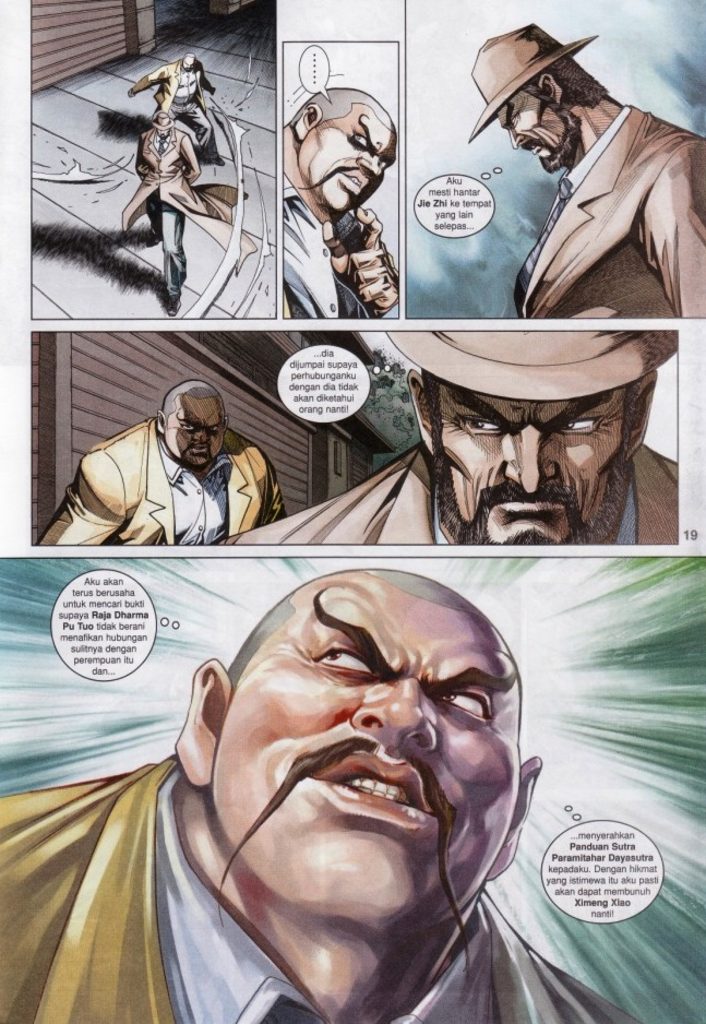 ......
Aku
mesti hantar
Jie Zhi ke tempat
yang lain
selepas...
...dia
dijumpai supaya
perhubunganku
dengan dia tidak
akan diketahui
orang nanti!
19
Aku akan
terus berusaha
untuk mencari bukti
supaya Raja Dharma
Pu Tuo tidak berani
menafikan hubungan
sulitnya dengan
perempuan itu
dan...
...menyerahkan
Panduan Sutra
Paramitahar Dayasutra
kepadaku. Dengan hikmat
yang istimewa itu aku pasti
akan dapat membunuh
Ximeng Xiao
nanti!